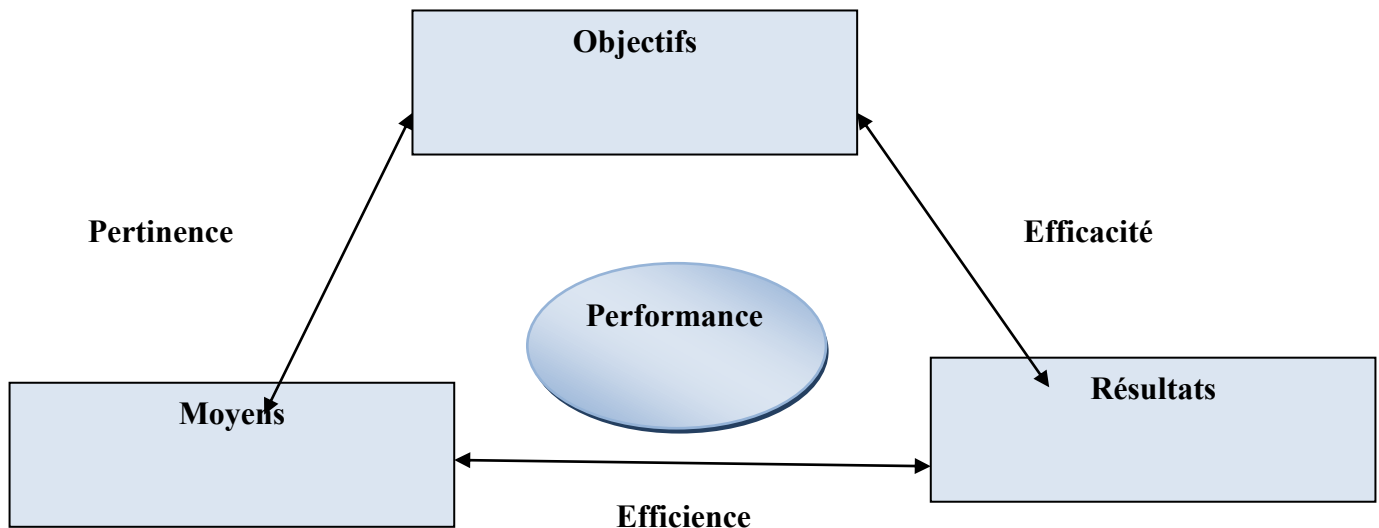 Objectifs
Pertinence
Efficacité
Performance
Moyens
Résultats
Efficience